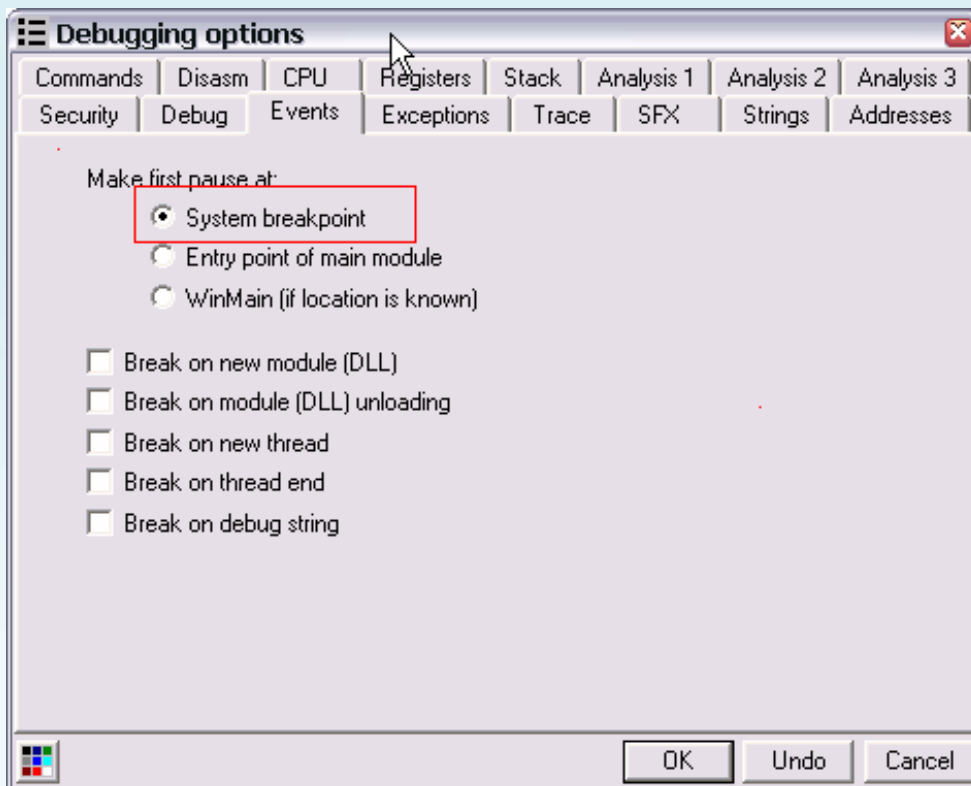 Debugging options
Commands Disasm CPU Registers Stack Analysis 1 Analysis 2 Analysis 3
Security Debug Events Exceptions Trace SFX Strings Addresses
Make first pause at:
System breakpoint
Entry point of main module
WinMain (if location is known)
Break on new module (DLL)
Break on module (DLL) unloading
Break on new thread
Break on thread end
Break on debug string
OK Undo Cancel